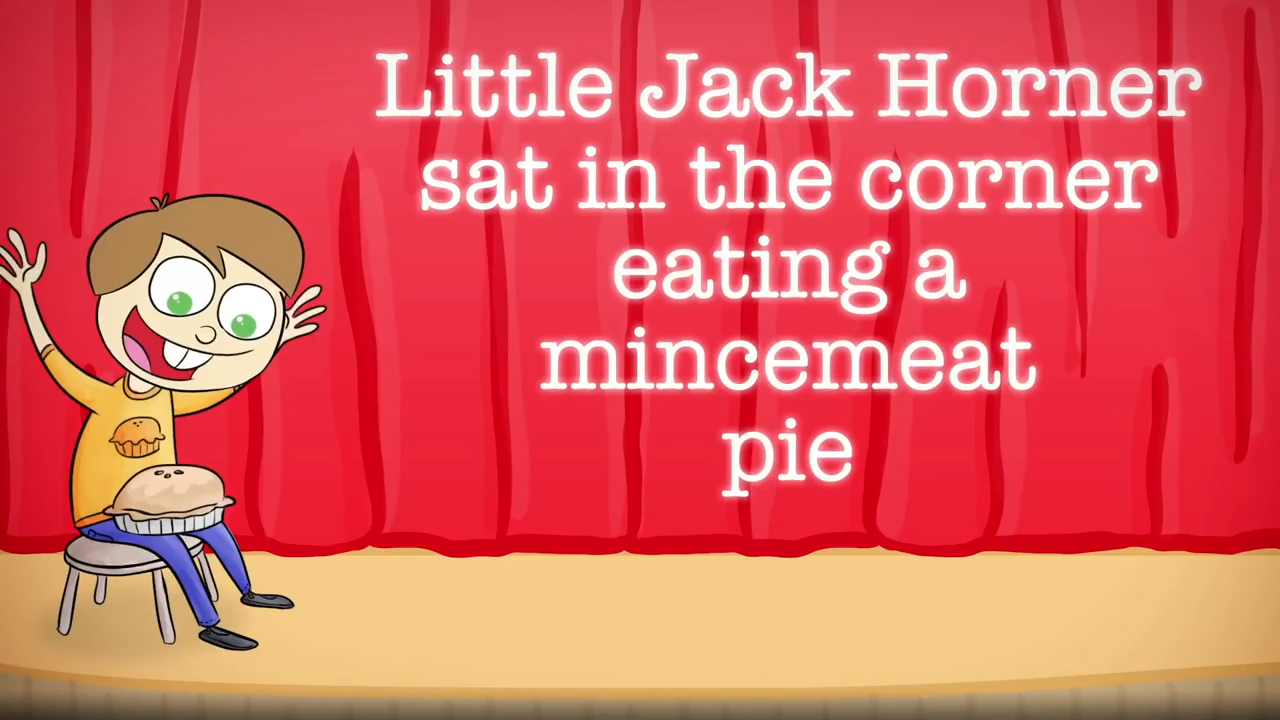 Little Jack Horner
sat in the corner
eating a
mincemeat
pie